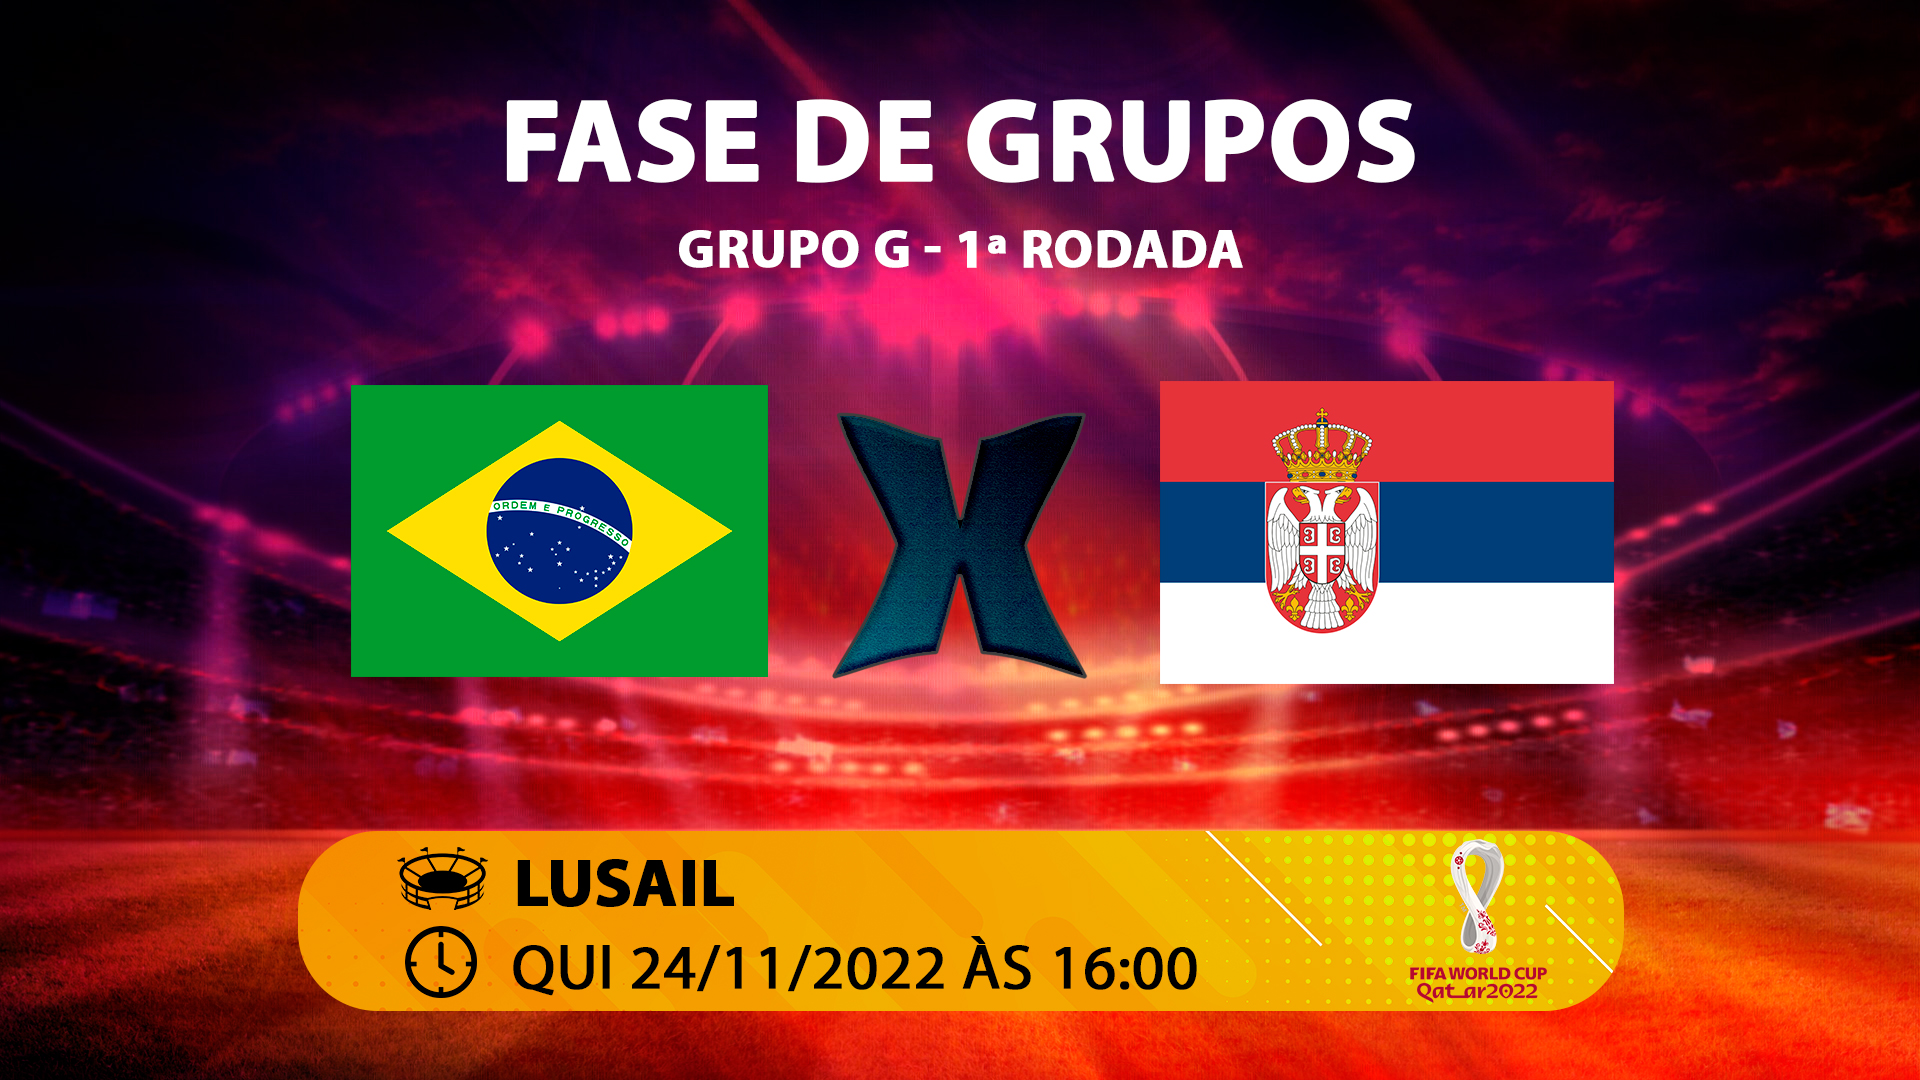 FASE DE GRUPOS
GRUPO G - 1ª RODADA
ORDEM E PROGRESSO
X
LUSAIL
QUI 24/11/2022 ÀS 16:00
FIFA WORLD CUP
Qatar2022